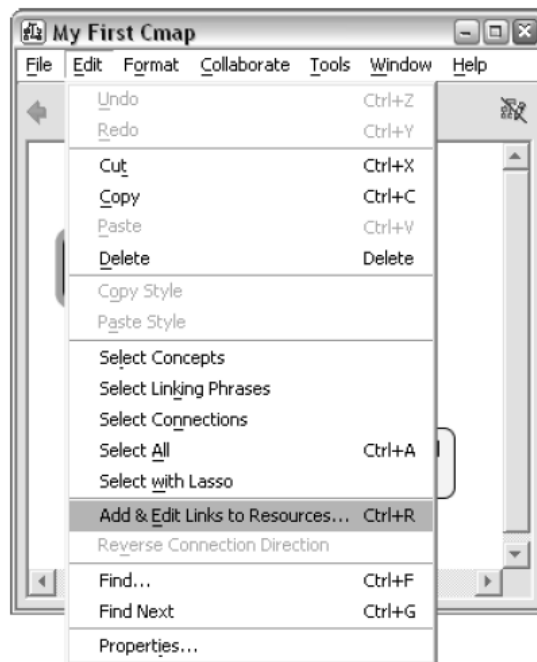 My First Cmap
File Edit Format Collaborate Tools Window Help
Undo Ctrl+Z
Redo Ctrl+Y
Cut Ctrl+X
Copy Ctrl+C
Paste Ctrl+V
Delete Delete
Copy Style
Paste Style
Select Concepts
Select Linking Phrases
Select Connections
Select All Ctrl+A
Select with Lasso
Add & Edit Links to Resources... Ctrl+R
Reverse Connection Direction
Find... Ctrl+F
Find Next Ctrl+G
Properties...